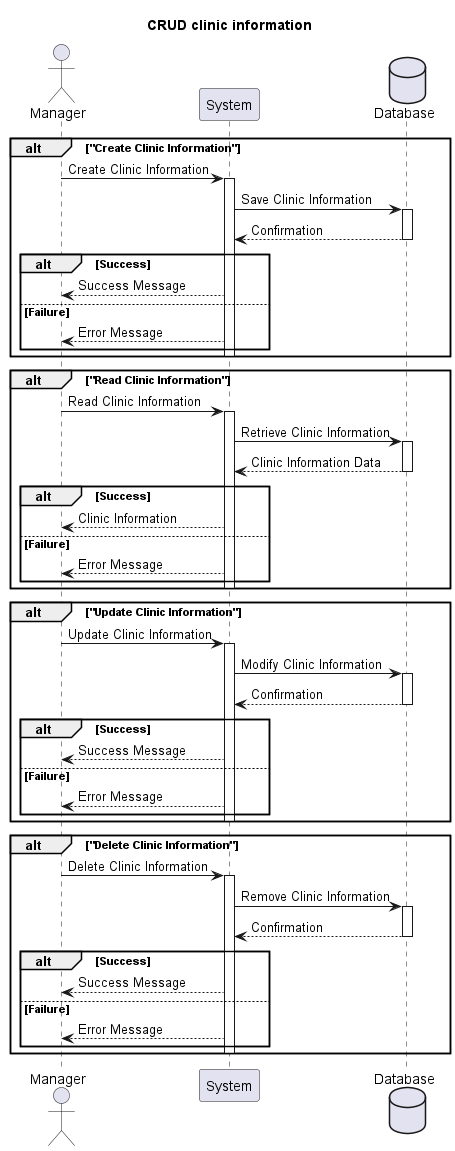 CRUD clinic information
Manager
System
Database
alt ["Create Clinic Information"]
Create Clinic Information
Save Clinic Information
Confirmation
alt [Success]
Success Message
[Failure]
Error Message
alt ["Read Clinic Information"]
Read Clinic Information
Retrieve Clinic Information
Clinic Information Data
alt [Success]
Clinic Information
[Failure]
Error Message
alt ["Update Clinic Information"]
Update Clinic Information
Modify Clinic Information
Confirmation
alt [Success]
Success Message
[Failure]
Error Message
alt ["Delete Clinic Information"]
Delete Clinic Information
Remove Clinic Information
Confirmation
alt [Success]
Success Message
[Failure]
Error Message
Manager
System
Database